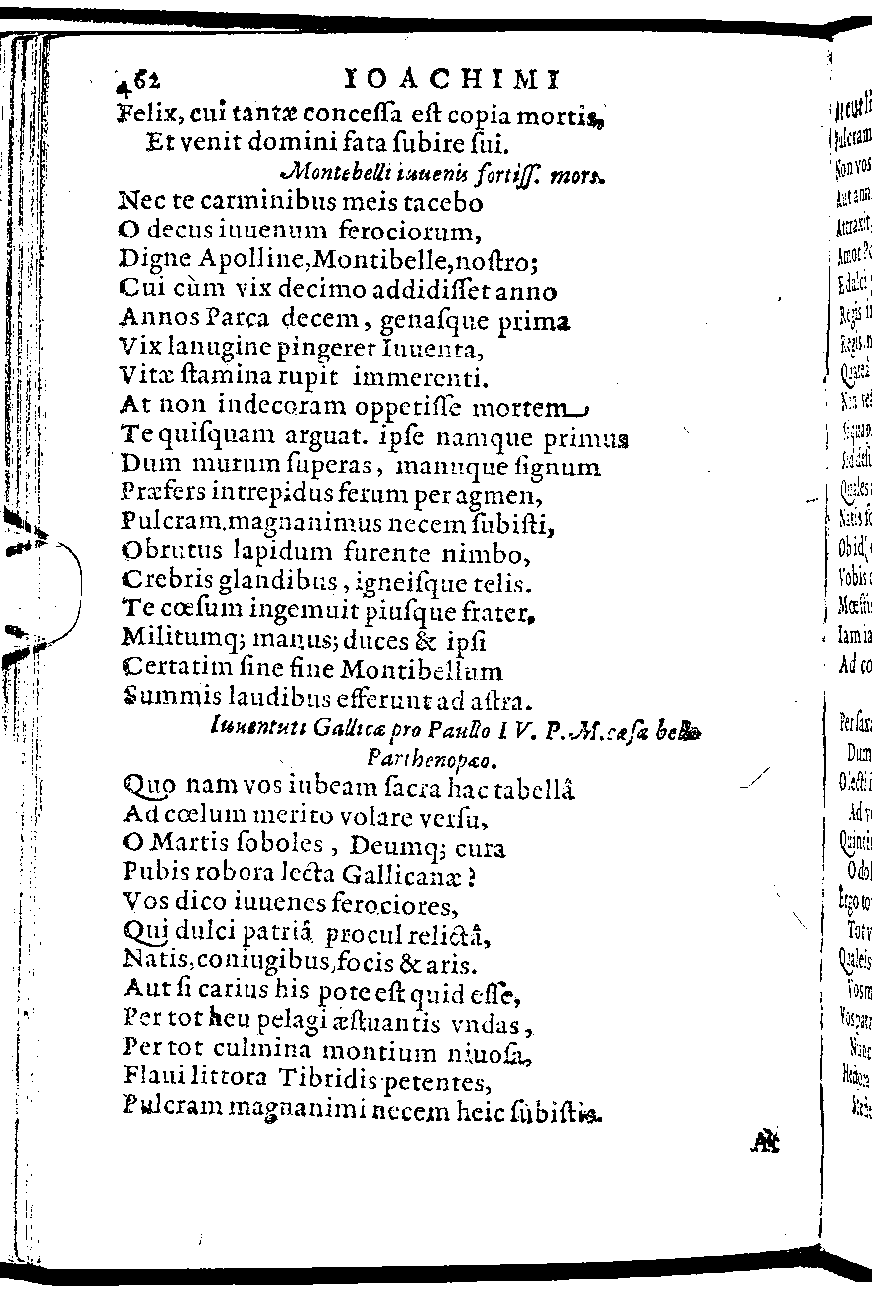 462 IOACHIMI
Felix, cui tantæ concessa est copia mortis,
Et venit domini fata subire sui.
Montebelli iuuenis fortiss. mors.
Nec te carminibus meis tacebo
O decus iuuenum ferociorum,
Digne Apolline, Montibelle, nostro;
Cui cùm vix decimo addidisset anno
Annos Parca decem, genasque prima
Vix lanugine pingeret Iuuenta,
Vitæ stamina rupit immerenti.
At non indecoram oppetisse mortem
Te quisquam arguat. ipse namque primus
Dum murum superas, manuque signum
Præfers intrepidus ferum per agmen,
Pulcram magnanimus necem subisti,
Obrutus lapidum furente nimbo,
Crebris glandibus, igneisque telis.
Te cœsum ingemuit piusque frater,
Militumq; manus; duces & ipsi
Certatim sine fine Montibellum
Summis laudibus efferunt ad astra.
Iuuentuti Gallicæ pro Paullo IV. P. M. cæsa bello
Parthenopæo.
Quo nam vos iubeam sacra hac tabellâ
Ad cœlum merito volare versu,
O Martis soboles, Deumq; cura
Pubis robora lecta Gallicanæ?
Vos dico iuuenes ferociores,
Qui dulci patriâ procul relictâ,
Natis, coniugibus, focis & aris.
Aut si carius his pote est quid esse,
Per tot heu pelagi æstuantis vndas,
Per tot culmina montium niuosa,
Flaui littora Tibridis petentes,
Pulcram magnanimi necem heic subistis.